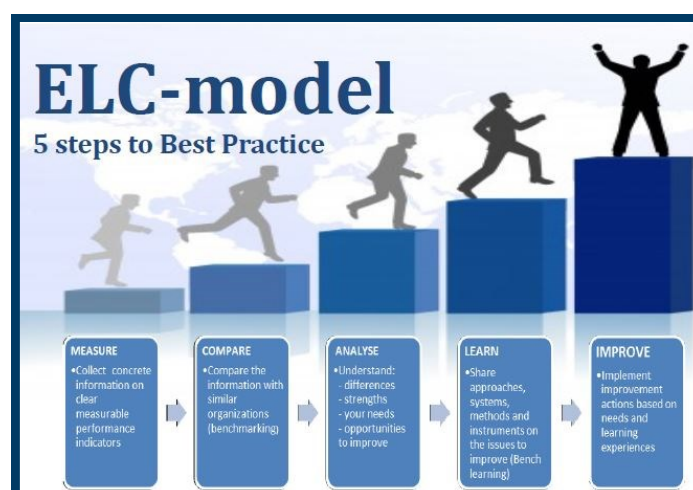 ELC-model
5 steps to Best Practice
MEASURE
•Collect concrete
information on
clear
measurable
performance
indicators
COMPARE
•Compare the
information with
similar
organizations
(benchmarking)
ANALYSE
•Understand:
- differences
- strengths
- your needs
- opportunities
to improve
LEARN
•Share
approaches,
systems,
methods and
instruments on
the issues to
improve (Bench
learning)
IMPROVE
•Implement
improvement
actions based on
needs and
learning
experiences